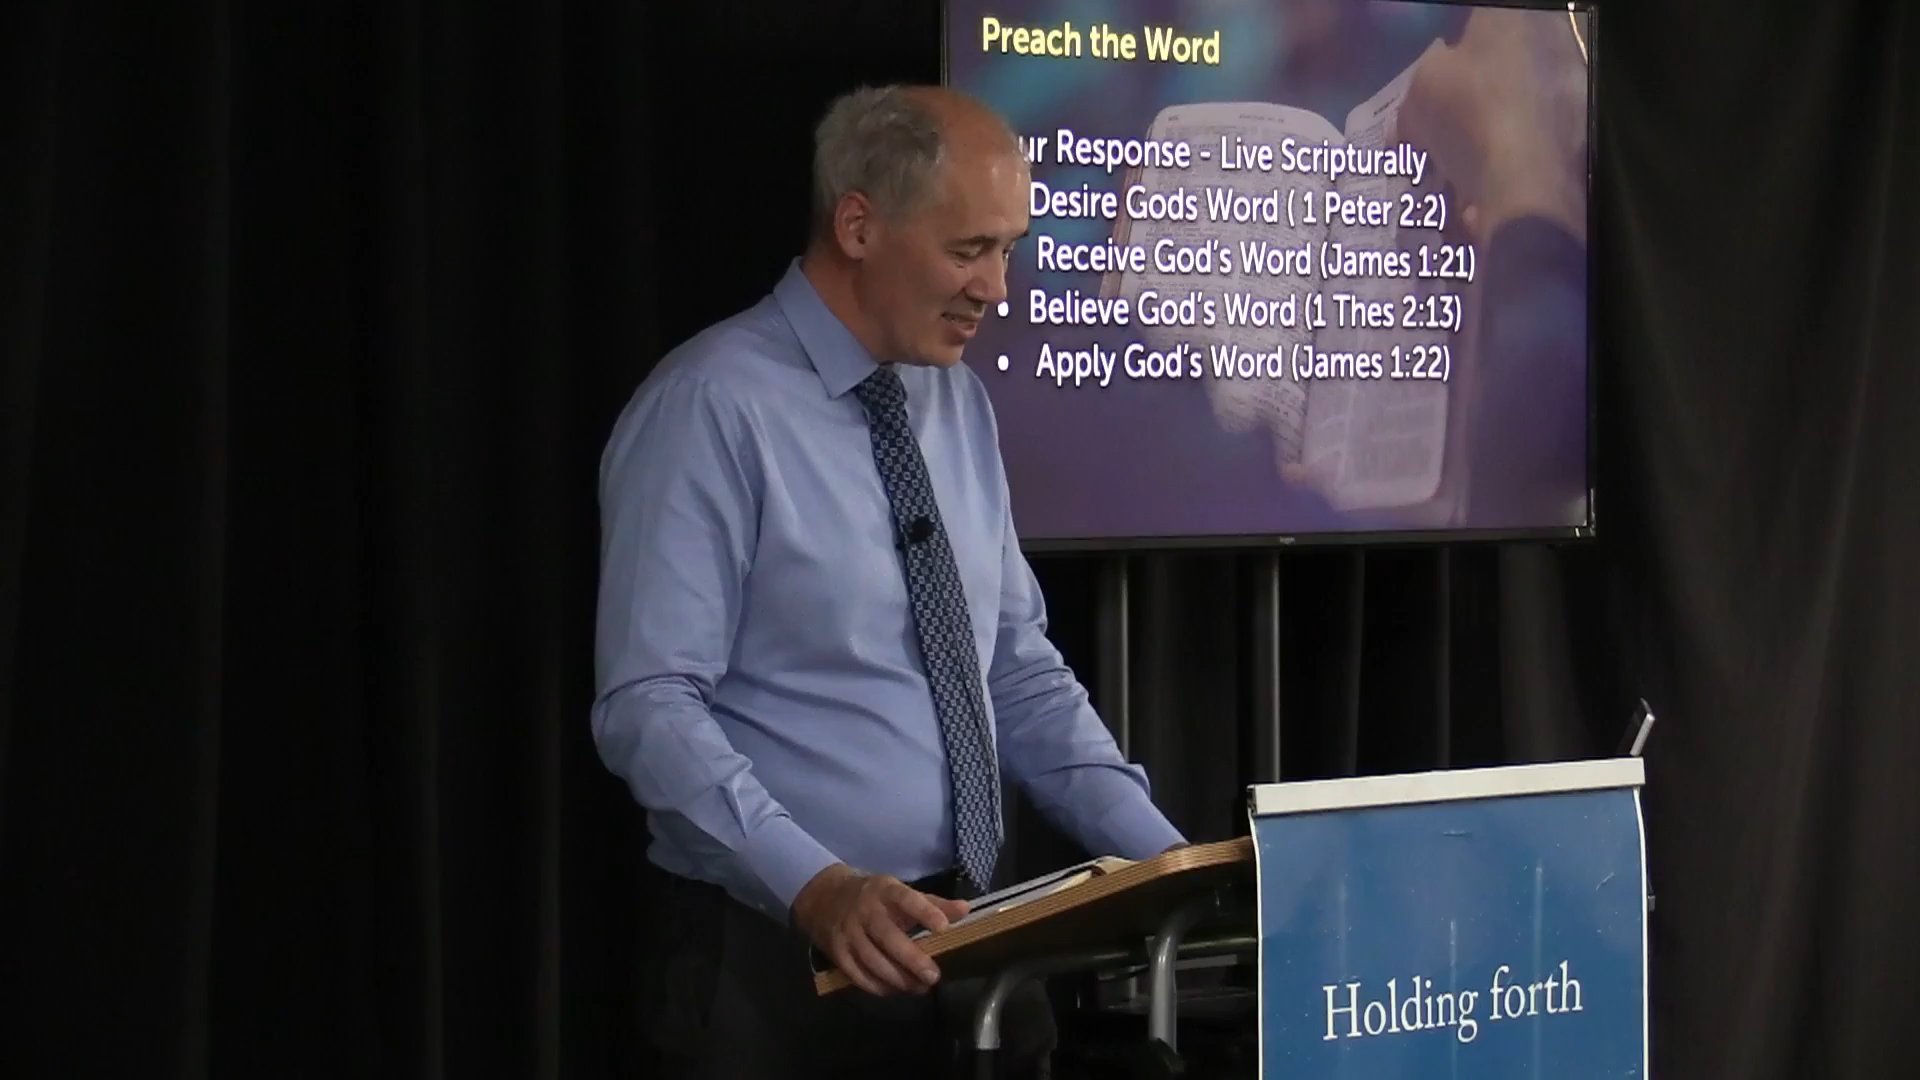 Preach the Word
ur Response - Live Scripturally
Desire Gods Word ( 1 Peter 2:2)
Receive God's Word (James 1:21)
• Believe God's Word (1 Thes 2:13)
• Apply God's Word (James 1:22)
Holding forth